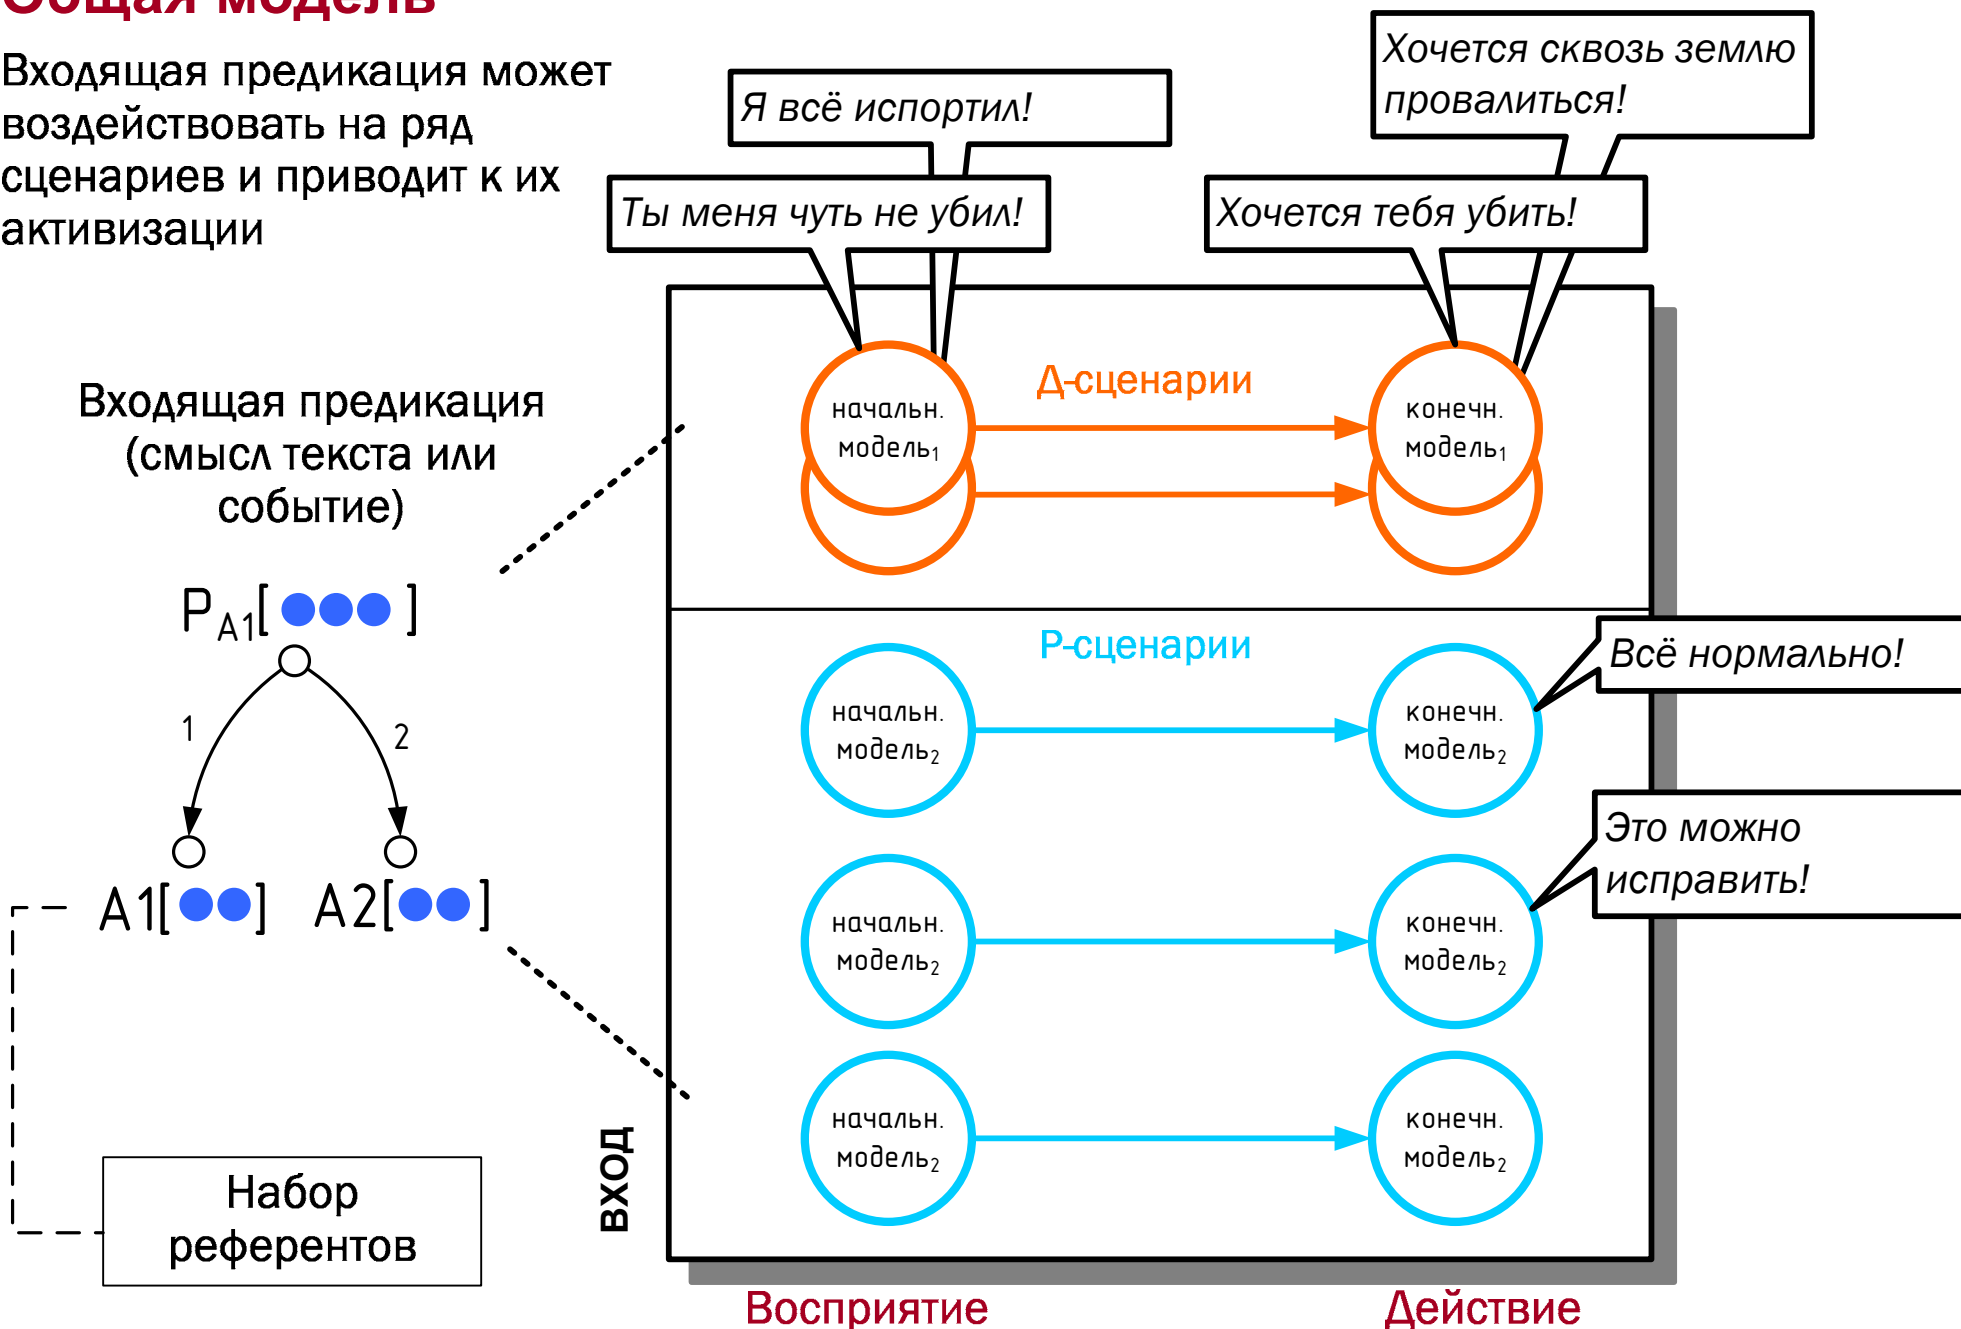 Общая модель
Входящая предикация может
воздействовать на ряд
сценариев и приводит к их
активизации
Я всё испортил!
Хочется сквозь землю
провалиться!
Ты меня чуть не убил!
Хочется тебя убить!
Входящая предикация
(смысл текста или
событие)
P_A1[ ]
1
2
A1[ ]
A2[ ]
Набор
референтов
вход
Д-сценарии
начальн.
модель1
конечн.
модель1
Р-сценарии
начальн.
модель2
конечн.
модель2
Всё нормально!
начальн.
модель2
конечн.
модель2
Это можно
исправить!
начальн.
модель2
конечн.
модель2
Восприятие
Действие